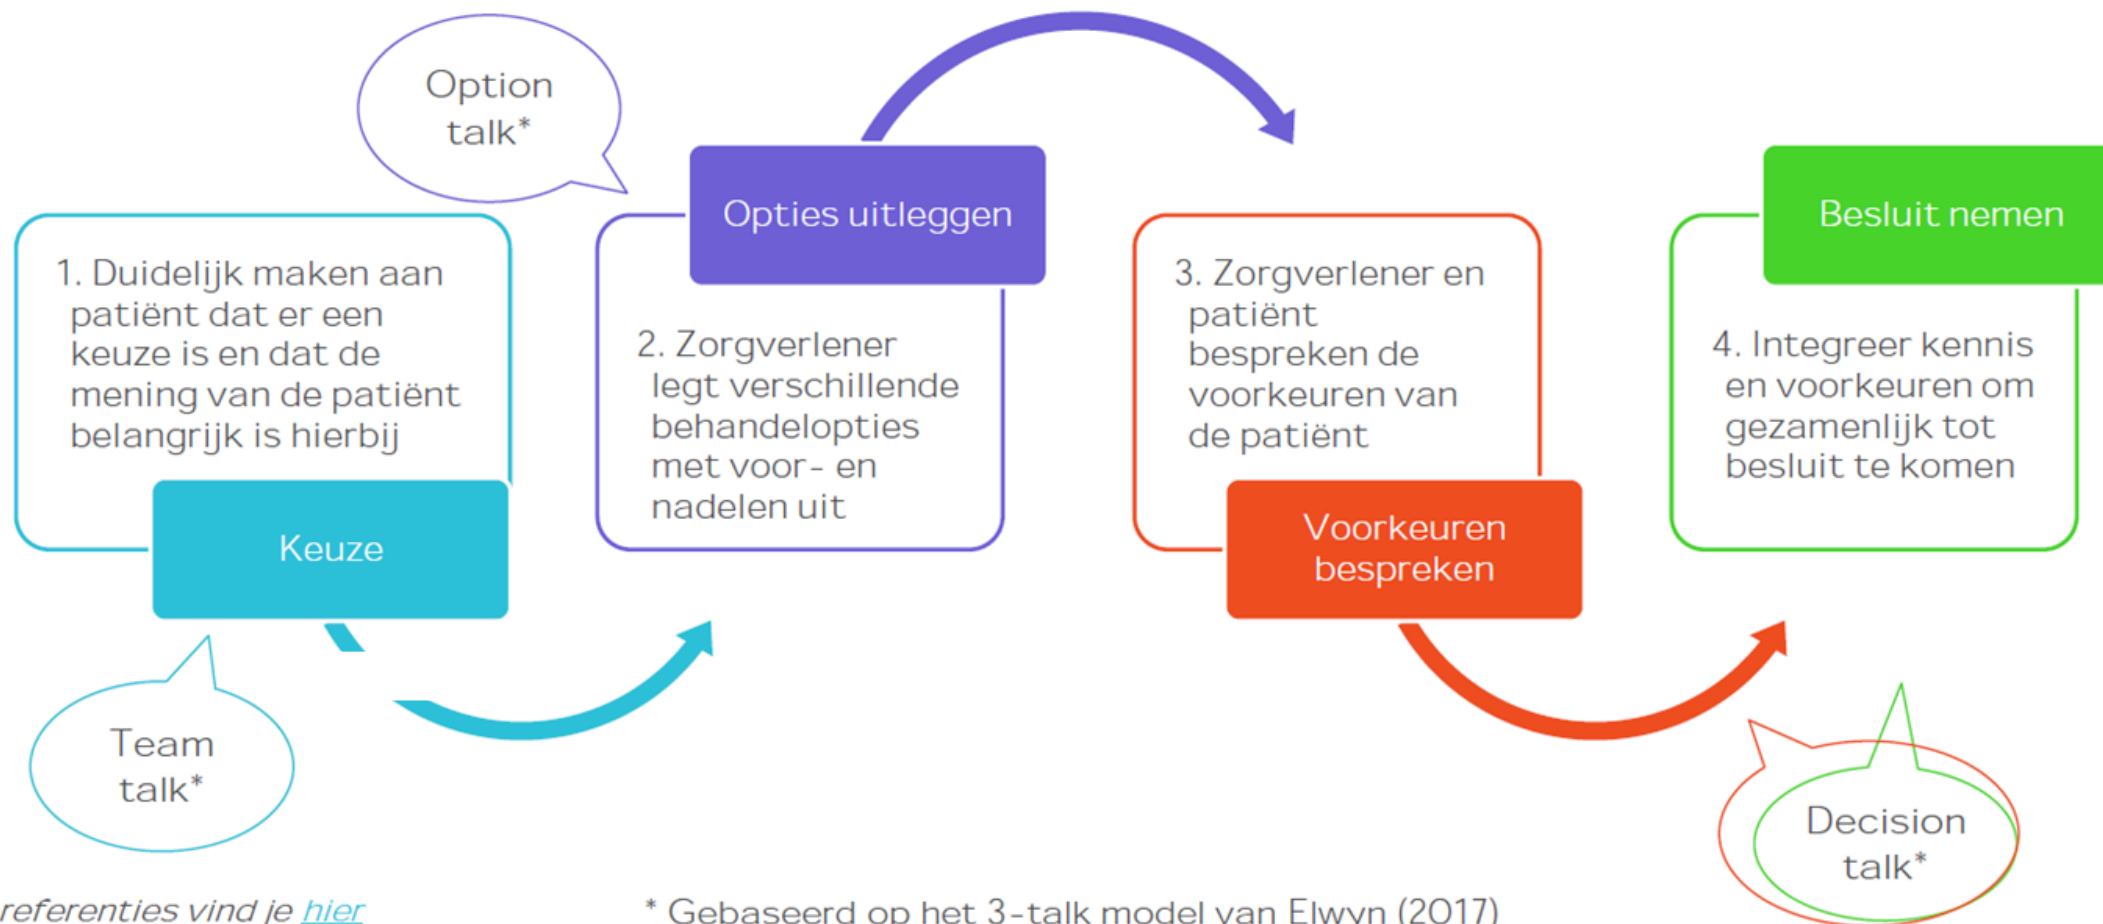 Option
talk*
Opties uitleggen
Besluit nemen
1. Duidelijk maken aan
patiënt dat er een
keuze is en dat de
mening van de patiënt
belangrijk is hierbij
Keuze
2. Zorgverlener
legt verschillende
behandelopties
met voor- en
nadelen uit
3. Zorgverlener en
patiënt
bespreken de
voorkeuren van
de patiënt
Voorkeuren
bespreken
4. Integreer kennis
en voorkeuren om
gezamenlijk tot
besluit te komen
Team
talk*
Decision
talk*
referenties vind je hier
* Gebaseerd op het 3-talk model van Elwyn (2017)